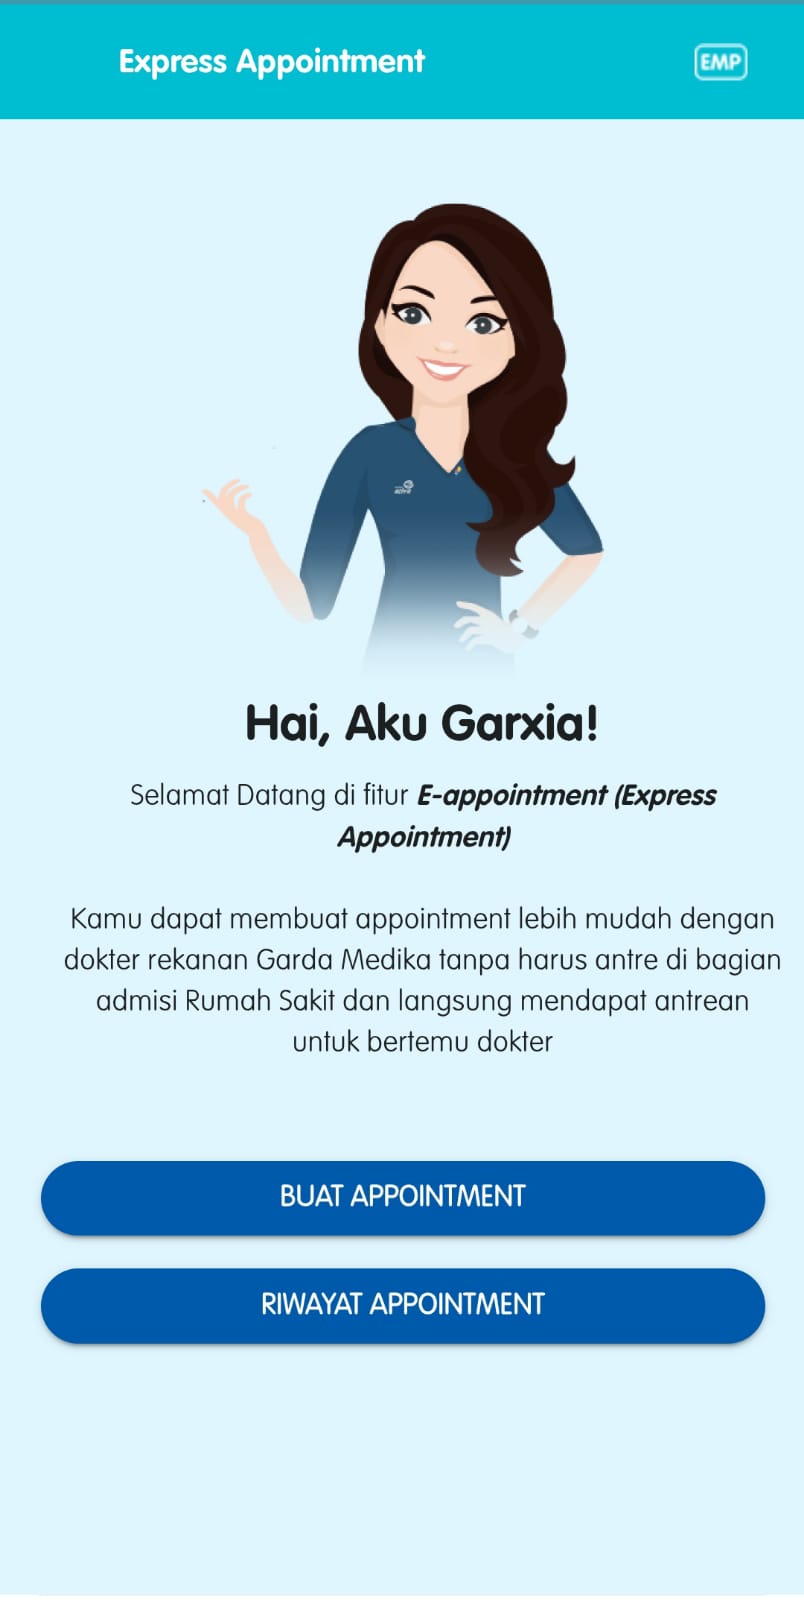 Express Appointment
EMP
Hai, Aku Garxia!
Selamat Datang di fitur E-appointment (Express
Appointment)
Kamu dapat membuat appointment lebih mudah dengan
dokter rekanan Garda Medika tanpa harus antre di bagian
admisi Rumah Sakit dan langsung mendapat antrean
untuk bertemu dokter
BUAT APPOINTMENT
RIWAYAT APPOINTMENT